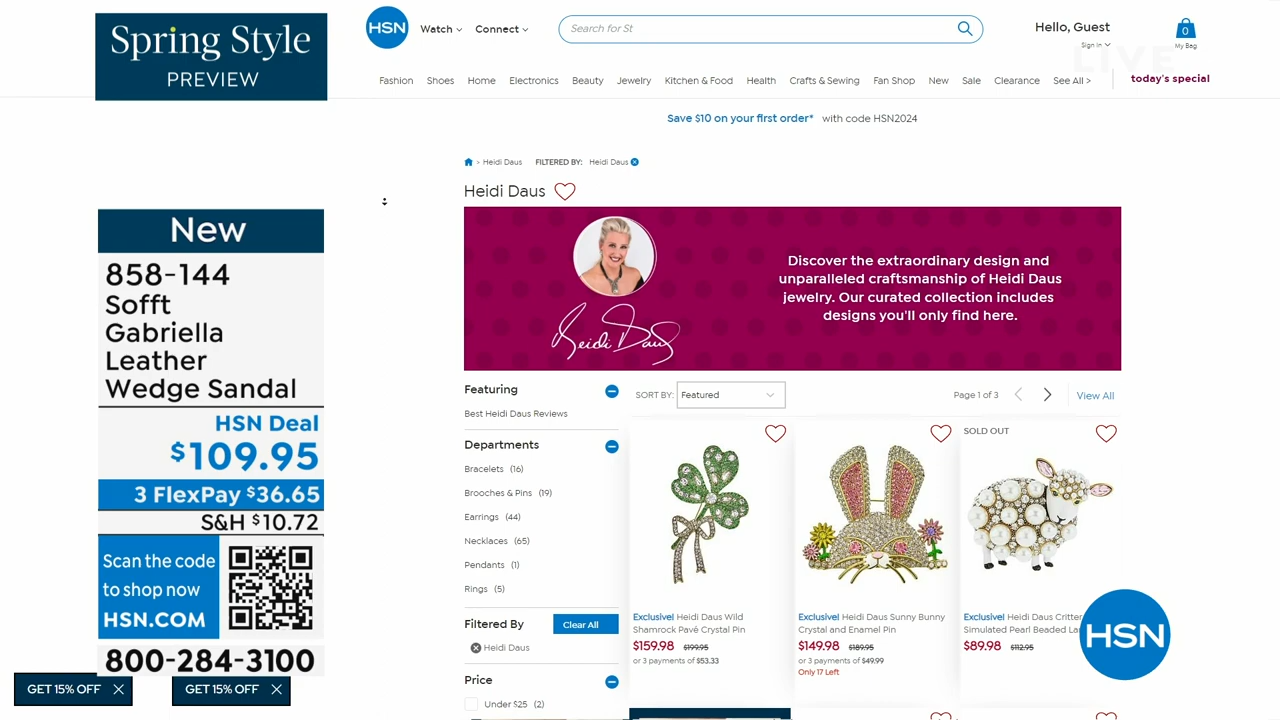 Spring Style
PREVIEW
HSN
Watch
Connect
Search for St
Hello, Guest
Sign In
0
My Bag
LIVE
Fashion Shoes Home Electronics Beauty Jewelry Kitchen & Food Health Crafts & Sewing Fan Shop New Sale Clearance See All >
today's special
Save $10 on your first order* with code HSN2024
> Heidi Daus FILTERED BY: Heidi Daus
Heidi Daus
Discover the extraordinary design and
unparalleled craftsmanship of Heidi Daus
jewelry. Our curated collection includes
designs you'll only find here.
Heidi Daus
New
858-144
Sofft
Gabriella
Leather
Wedge Sandal
HSN Deal
$109.95
3 FlexPay $36.65
S&H $10.72
Scan the code
to shop now
HSN.COM
800-284-3100
GET 15% OFF
GET 15% OFF
Featuring
Best Heidi Daus Reviews
Departments
Bracelets (16)
Brooches & Pins (19)
Earrings (44)
Necklaces (65)
Pendants (1)
Rings (5)
Filtered By
Clear All
Heidi Daus
Price
Under $25 (2)
SORT BY: Featured
Page 1 of 3
View All
Exclusive! Heidi Daus Wild
Shamrock Pavé Crystal Pin
$159.98 $199.95
or 3 payments of $53.33
Exclusive! Heidi Daus Sunny Bunny
Crystal and Enamel Pin
$149.98 $189.95
or 3 payments of $49.99
Only 17 Left
SOLD OUT
Exclusive! Heidi Daus Critter
Simulated Pearl Beaded La
$89.98 $112.95
HSN